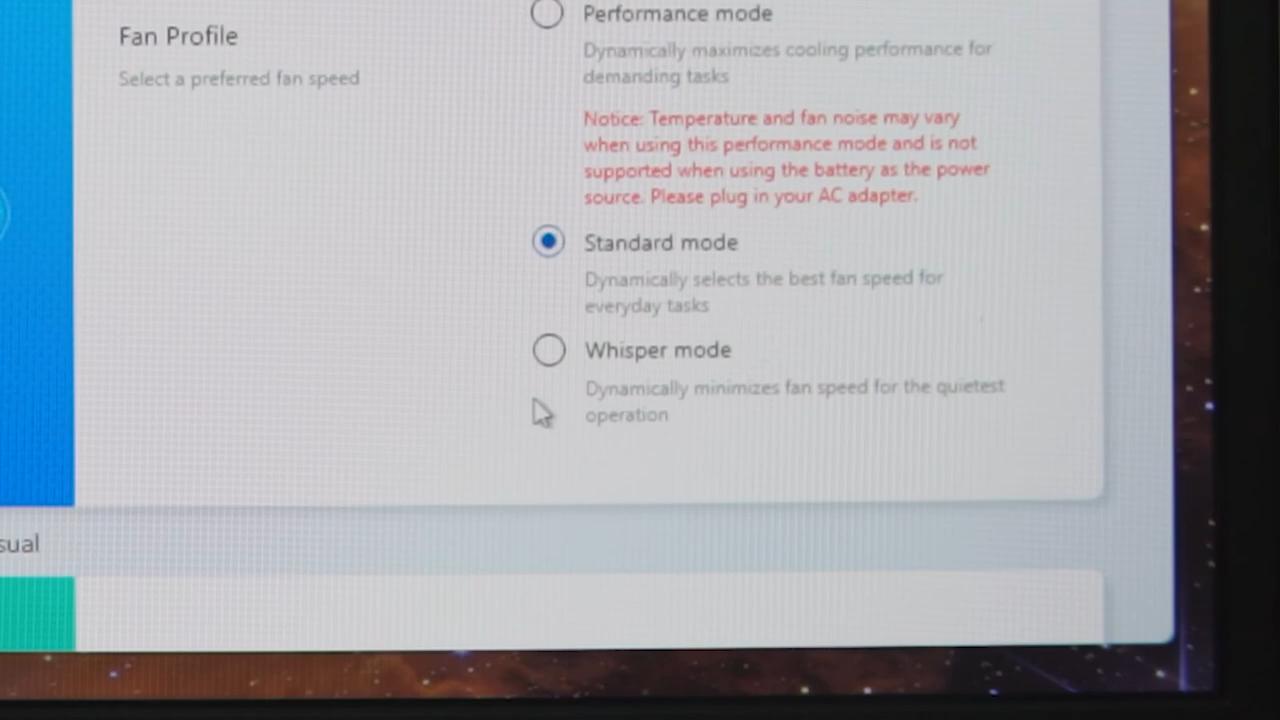 Performance mode
Fan Profile
Dynamically maximizes cooling performance for
Select a preferred fan speed
demanding tasks
Notice: Temperature and fan noise may vary
when using this performance mode and is not
supported when using the battery as the power
source. Please plug in your AC adapter.
Standard mode
Dynamically selects the best fan speed for
everyday tasks
Whisper mode
Dynamically minimizes fan speed for the quietest
operation
sual